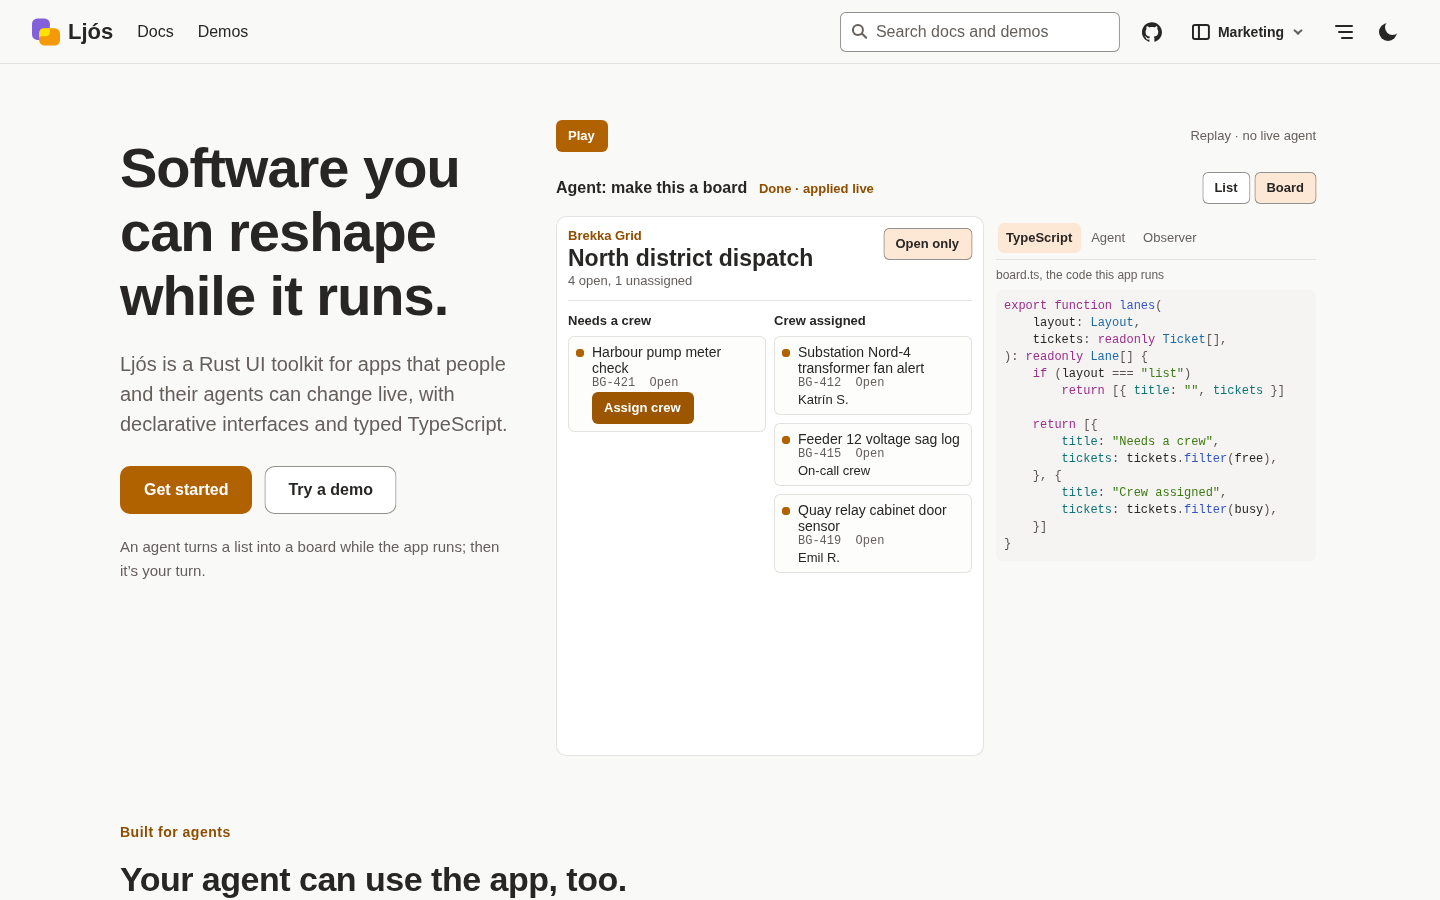 Ljós
Docs
Demos
Search docs and demos
Marketing
Software you
can reshape
while it runs.
Ljós is a Rust UI toolkit for apps that people
and their agents can change live, with
declarative interfaces and typed TypeScript.
Get started
Try a demo
An agent turns a list into a board while the app runs; then
it’s your turn.
Play
Replay · no live agent
Agent: make this a board
Done · applied live
List
Board
Brekka Grid
North district dispatch
4 open, 1 unassigned
Open only
Needs a crew
Harbour pump meter
check
BG-421 Open
Assign crew
Crew assigned
Substation Nord-4
transformer fan alert
BG-412 Open
Katrín S.
Feeder 12 voltage sag log
BG-415 Open
On-call crew
Quay relay cabinet door
sensor
BG-419 Open
Emil R.
TypeScript
Agent
Observer
board.ts, the code this app runs
export function lanes(
    layout: Layout,
    tickets: readonly Ticket[],
): readonly Lane[] {
    if (layout === "list")
        return [{ title: "", tickets }]
    return [{
        title: "Needs a crew",
        tickets: tickets.filter(free),
    }, {
        title: "Crew assigned",
        tickets: tickets.filter(busy),
    }]
}
Built for agents
Your agent can use the app, too.